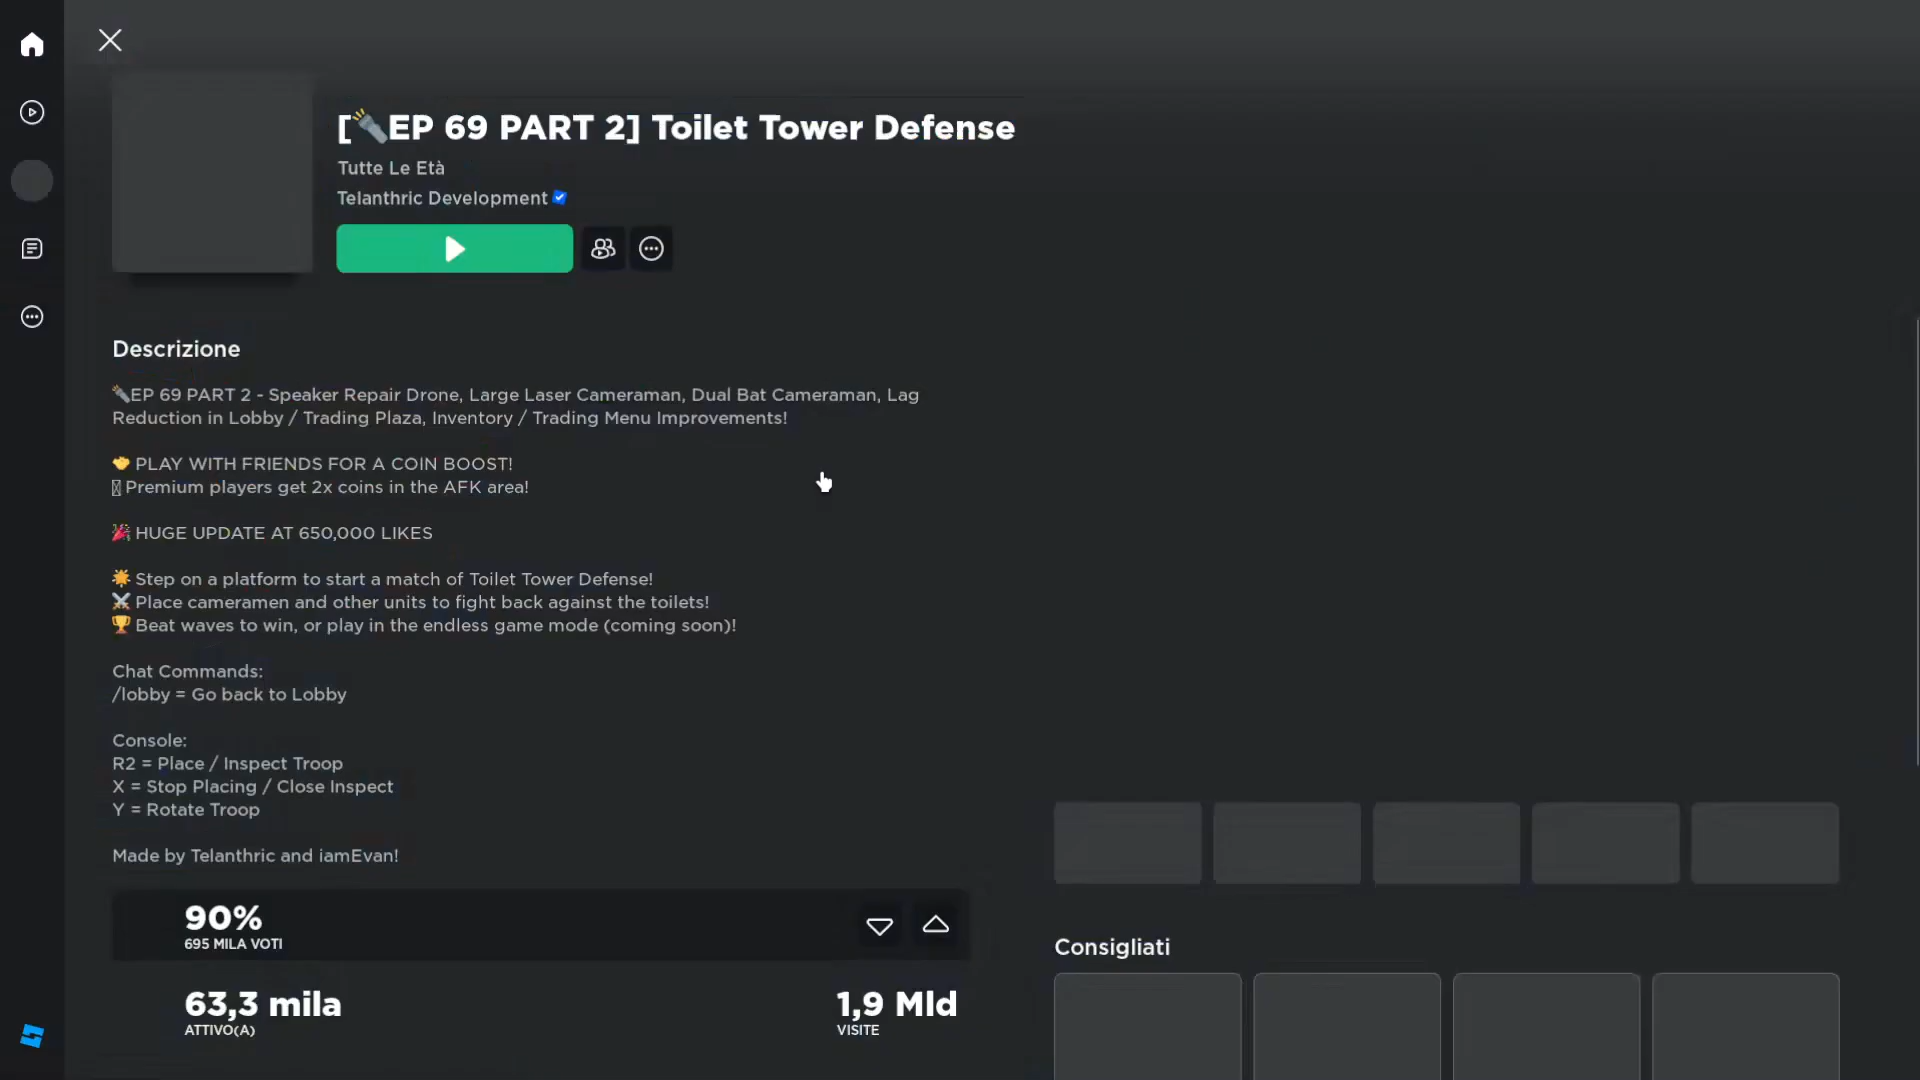 [🔦EP 69 PART 2] Toilet Tower Defense
Tutte Le Età
Telanthric Development
Descrizione
🔦EP 69 PART 2 - Speaker Repair Drone, Large Laser Cameraman, Dual Bat Cameraman, Lag
Reduction in Lobby / Trading Plaza, Inventory / Trading Menu Improvements!
🤝 PLAY WITH FRIENDS FOR A COIN BOOST!
Premium players get 2x coins in the AFK area!
🎉 HUGE UPDATE AT 650,000 LIKES
🌟 Step on a platform to start a match of Toilet Tower Defense!
⚔️ Place cameramen and other units to fight back against the toilets!
🏆 Beat waves to win, or play in the endless game mode (coming soon)!
Chat Commands:
/lobby = Go back to Lobby
Console:
R2 = Place / Inspect Troop
X = Stop Placing / Close Inspect
Y = Rotate Troop
Made by Telanthric and iamEvan!
90%
695 MILA VOTI
63,3 mila
ATTIVO(A)
1,9 Mld
VISITE
Consigliati